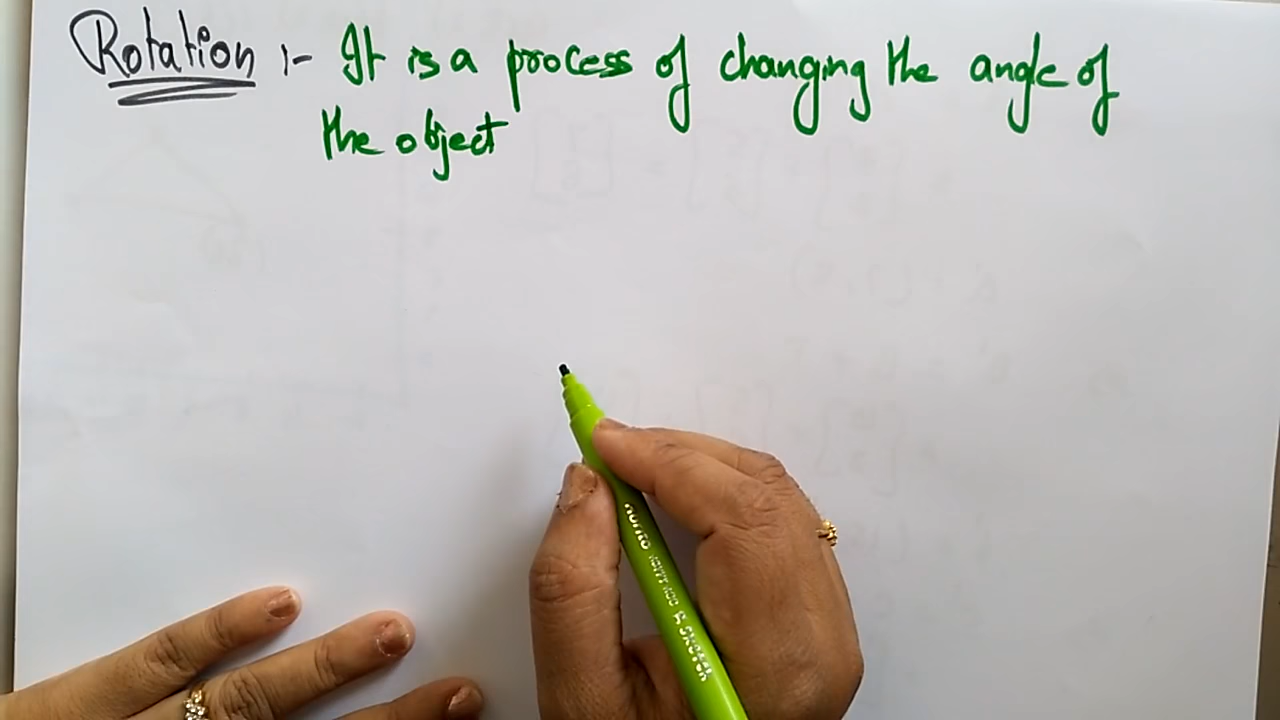 Rotation :- It is a process of changing the angle of
the object